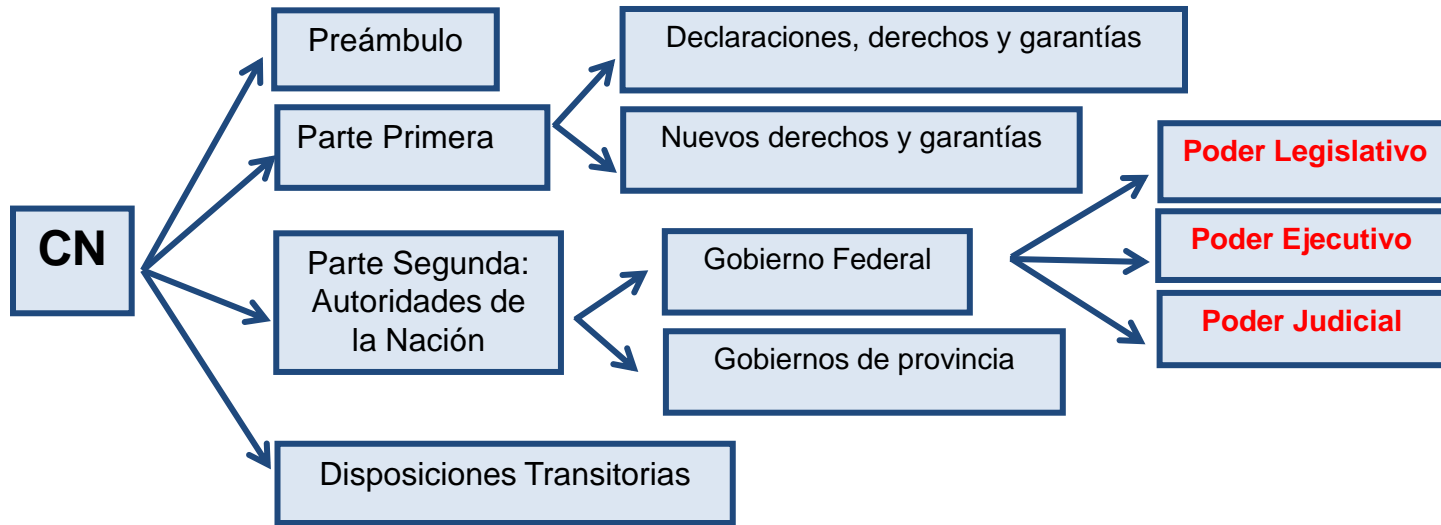 CN
Preámbulo
Parte Primera
Declaraciones, derechos y garantías
Nuevos derechos y garantías
Parte Segunda:
Autoridades de
la Nación
Gobierno Federal
Poder Legislativo
Poder Ejecutivo
Poder Judicial
Gobiernos de provincia
Disposiciones Transitorias